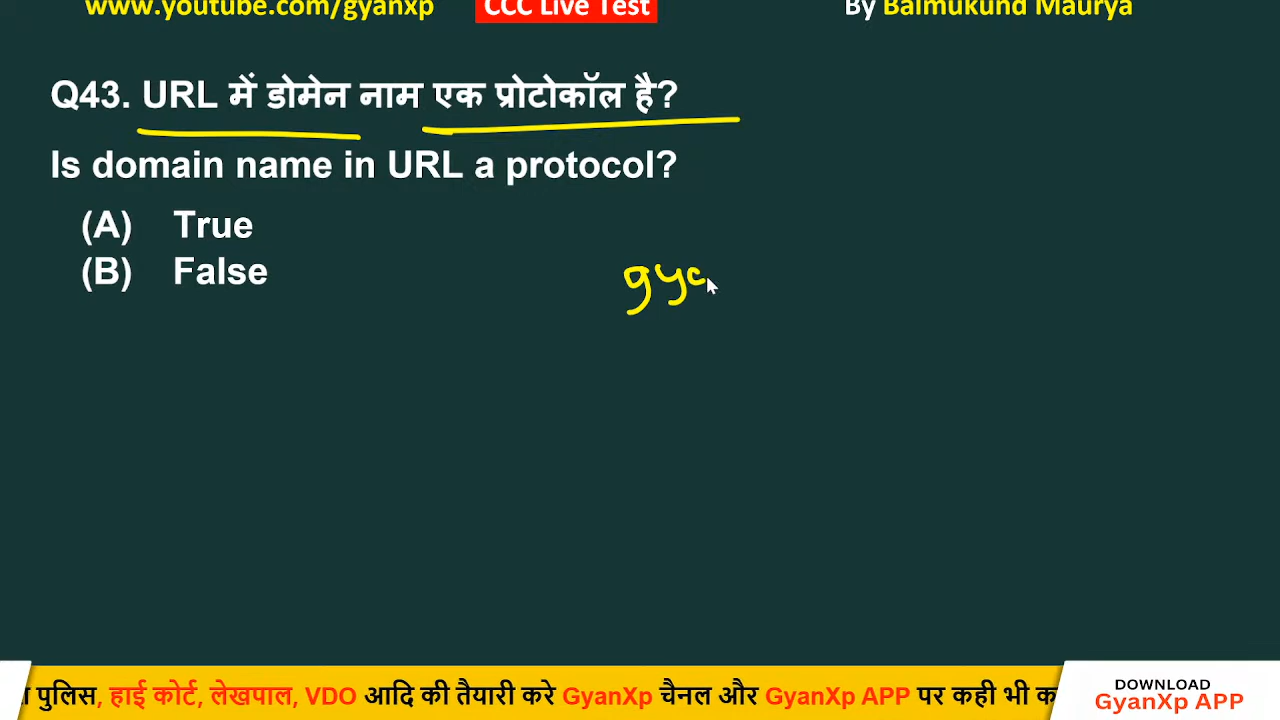 www.youtube.com/gyanxp CCC Live Test By Balmukund Maurya
Q43. URL में डोमेन नाम एक प्रोटोकॉल है?
Is domain name in URL a protocol?
(A) True
(B) False
gyc
पुलिस, हाई कोर्ट, लेखपाल, VDO आदि की तैयारी करे GyanXp चैनल और GyanXp APP पर कही भी
DOWNLOAD
GyanXp APP